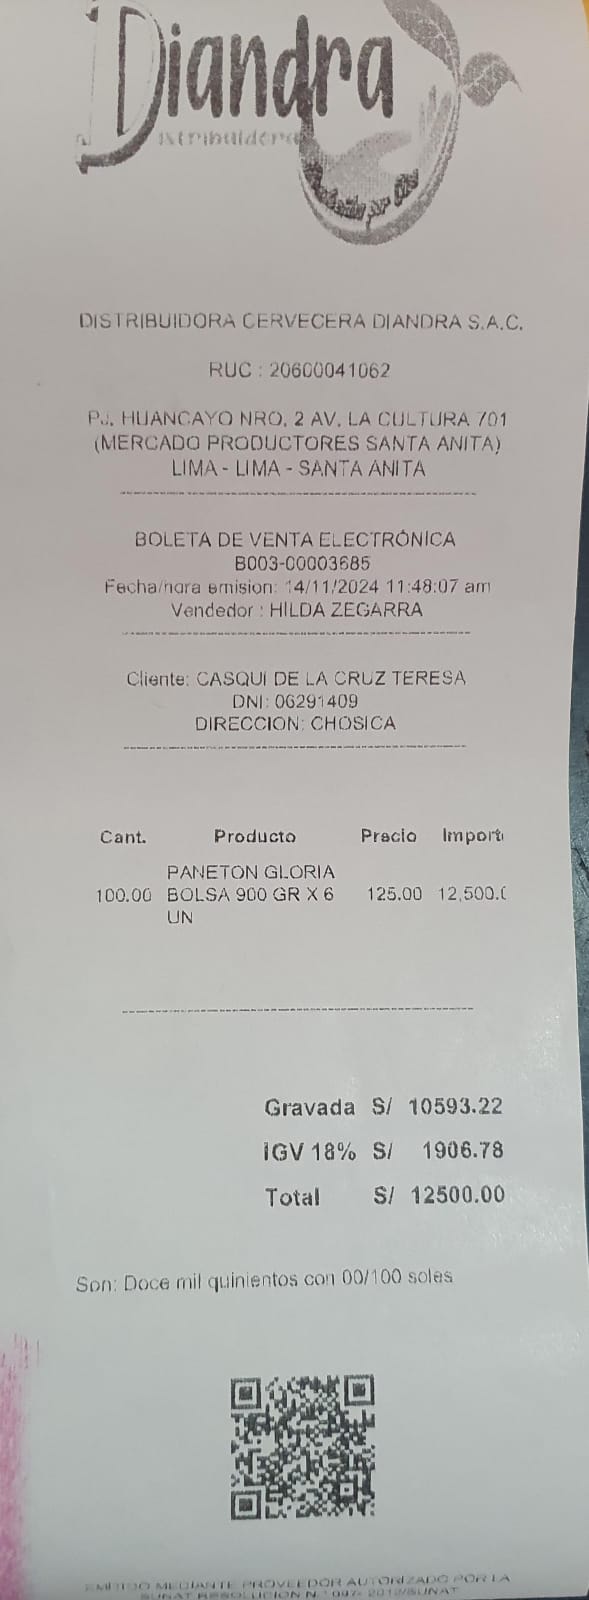 Diandra
Distribuidora
DISTRIBUIDORA CERVECERA DIANDRA S.A.C.
RUC : 20600041062
PJ. HUANCAYO NRO. 2 AV. LA CULTURA 701
(MERCADO PRODUCTORES SANTA ANITA)
LIMA - LIMA - SANTA ANITA
BOLETA DE VENTA ELECTRÓNICA
B003-00003685
Fecha/hora emision: 14/11/2024 11:48:07 am
Vendedor : HILDA ZEGARRA
Cliente: CASQUI DE LA CRUZ TERESA
DNI: 06291409
DIRECCION: CHOSICA
Cant. Producto Precio Import
PANETON GLORIA
100.00 BOLSA 900 GR X 6 125.00 12,500.0
UN
Gravada S/ 10593.22
IGV 18% S/ 1906.78
Total S/ 12500.00
Son: Doce mil quinientos con 00/100 soles
EMITIDO MEDIANTE PROVEEDOR AUTORIZADO POR LA
SUNAT RESOLUCION N.° 097- 2012/SUNAT